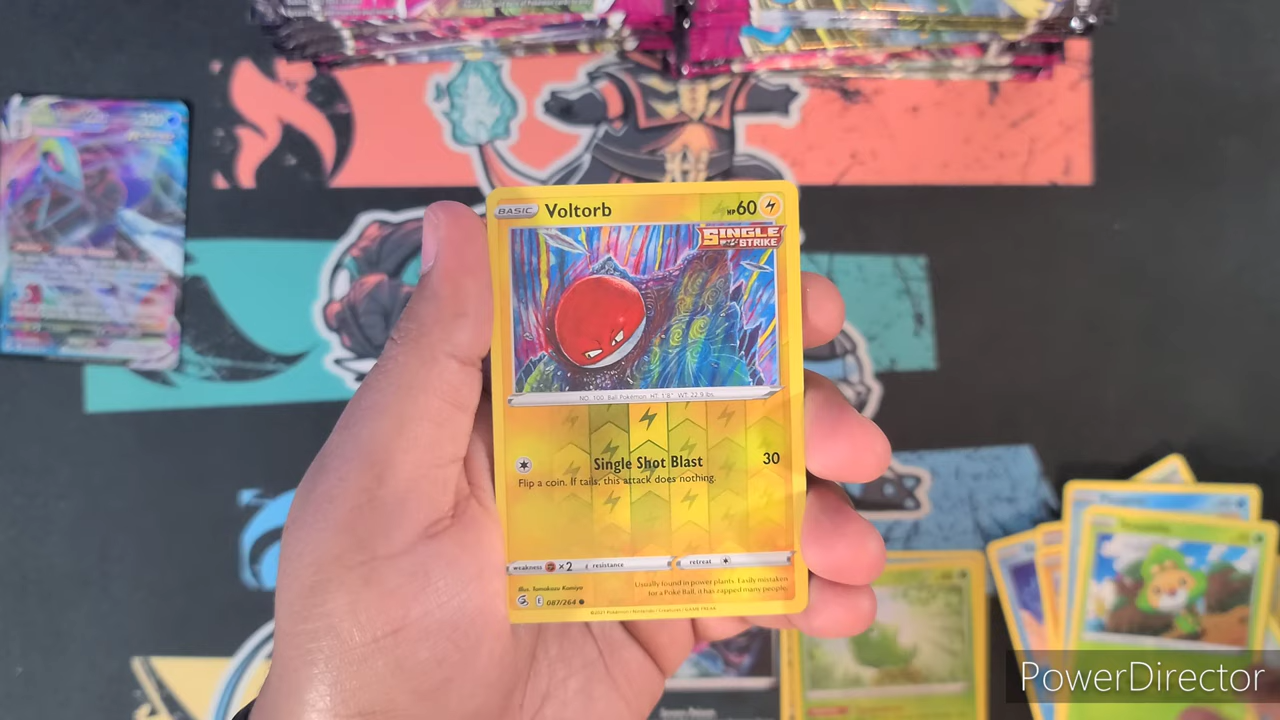 BASIC Voltorb HP60
SINGLE STRIKE
NO. 100 Ball Pokémon HT. 1'8" WT. 22.9 lbs.
Single Shot Blast 30
Flip a coin. If tails, this attack does nothing.
weakness ×2 resistance retreat
Usually found in power plants. Easily mistaken
for a Poké Ball, it has zapped many people.
Illus. Tomokazu Komiya
E 087/264
©2021 Pokémon / Nintendo / Creatures / GAME FREAK
PowerDirector